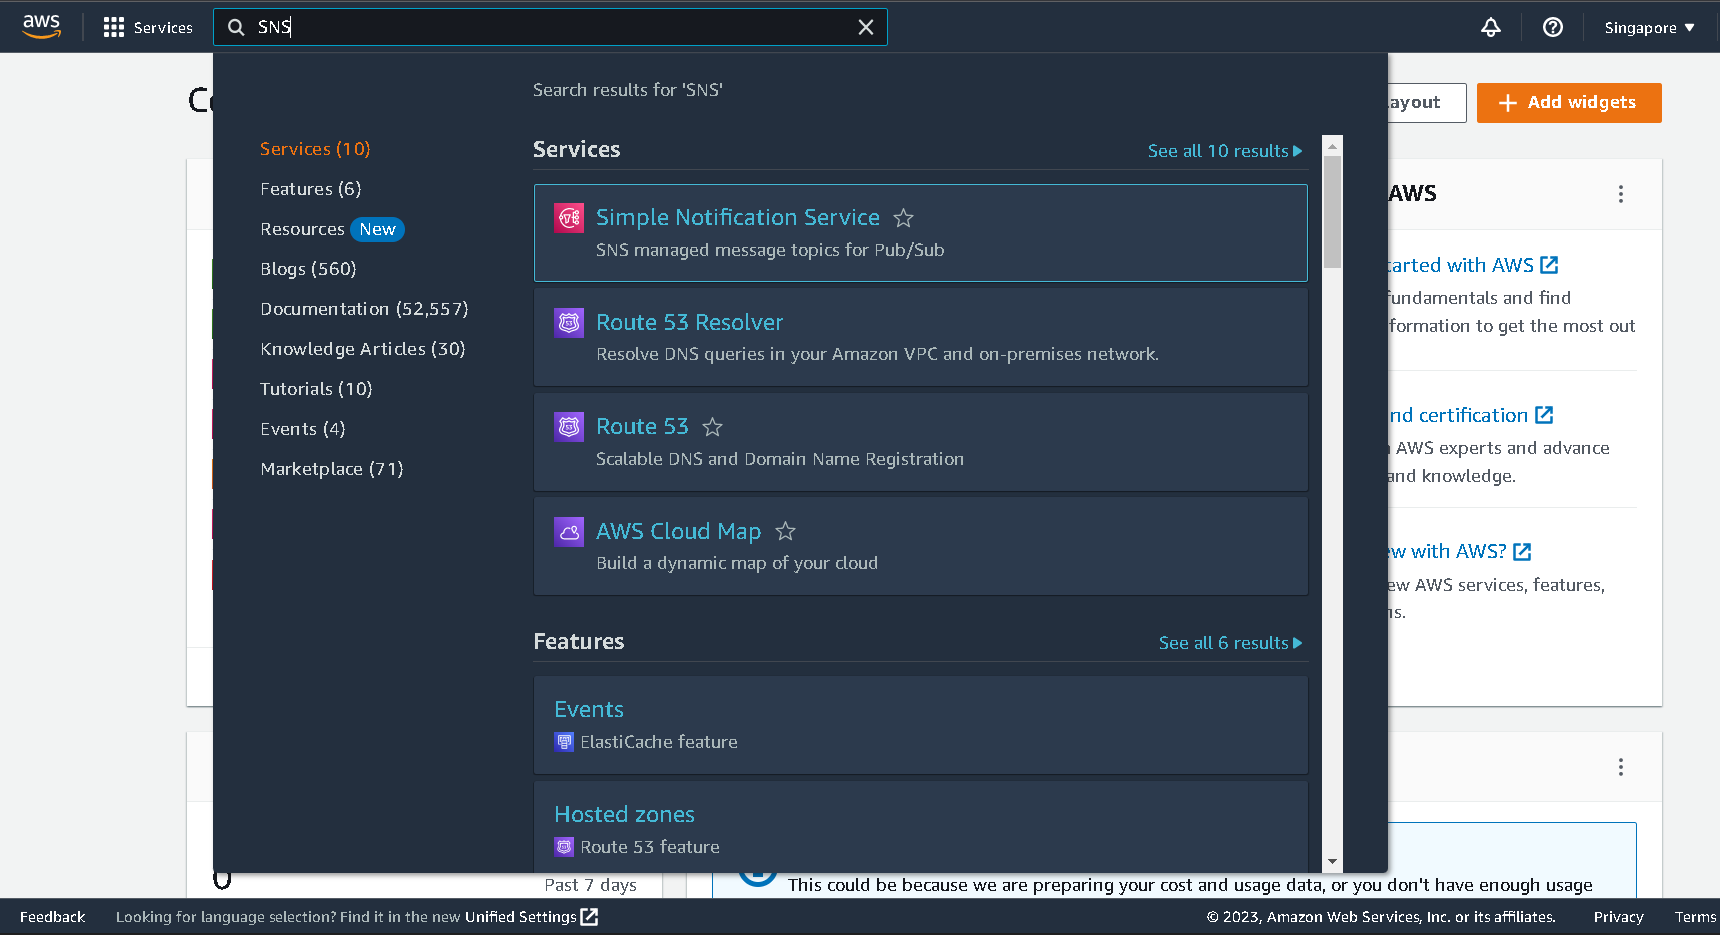 aws
Services
SNS
Singapore
Search results for 'SNS'
Add widgets
Services (10)
Features (6)
Resources New
Blogs (560)
Documentation (52,557)
Knowledge Articles (30)
Tutorials (10)
Events (4)
Marketplace (71)
Services
See all 10 results
Simple Notification Service
SNS managed message topics for Pub/Sub
Route 53 Resolver
Resolve DNS queries in your Amazon VPC and on-premises network.
Route 53
Scalable DNS and Domain Name Registration
AWS Cloud Map
Build a dynamic map of your cloud
Features
See all 6 results
Events
ElastiCache feature
Hosted zones
Route 53 feature
AWS
with AWS
fundamentals and find
to get the most out
certification
AWS experts and advance
and knowledge.
with AWS?
AWS services, features,
0
Past 7 days
This could be because we are preparing your cost and usage data, or you don't have enough usage
Feedback
Looking for language selection? Find it in the new Unified Settings
© 2023, Amazon Web Services, Inc. or its affiliates.
Privacy
Terms